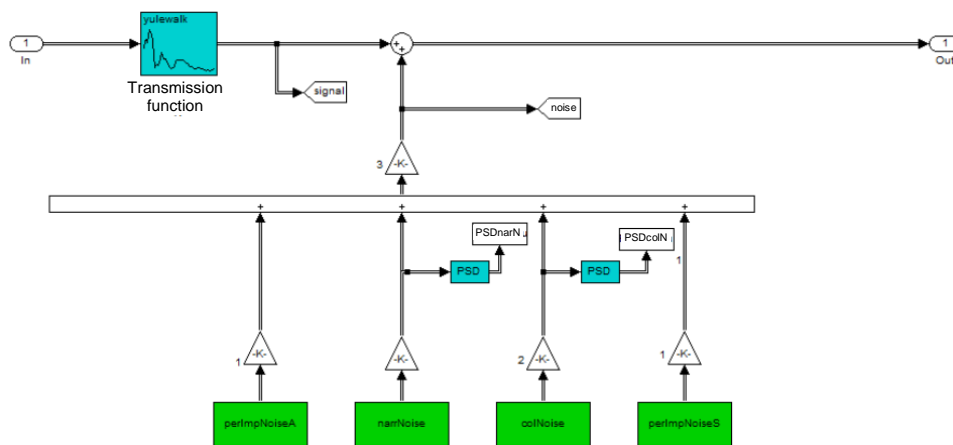 yulewalk
1
In
Transmission
function
signal
+
+
1
Out
noise
3
-K-
+
+
+
+
PSDnarN
PSD
PSDcolN
PSD
1
1
-K-
-K-
2
-K-
1
-K-
perImpNoiseA
narrNoise
colNoise
perImpNoiseS